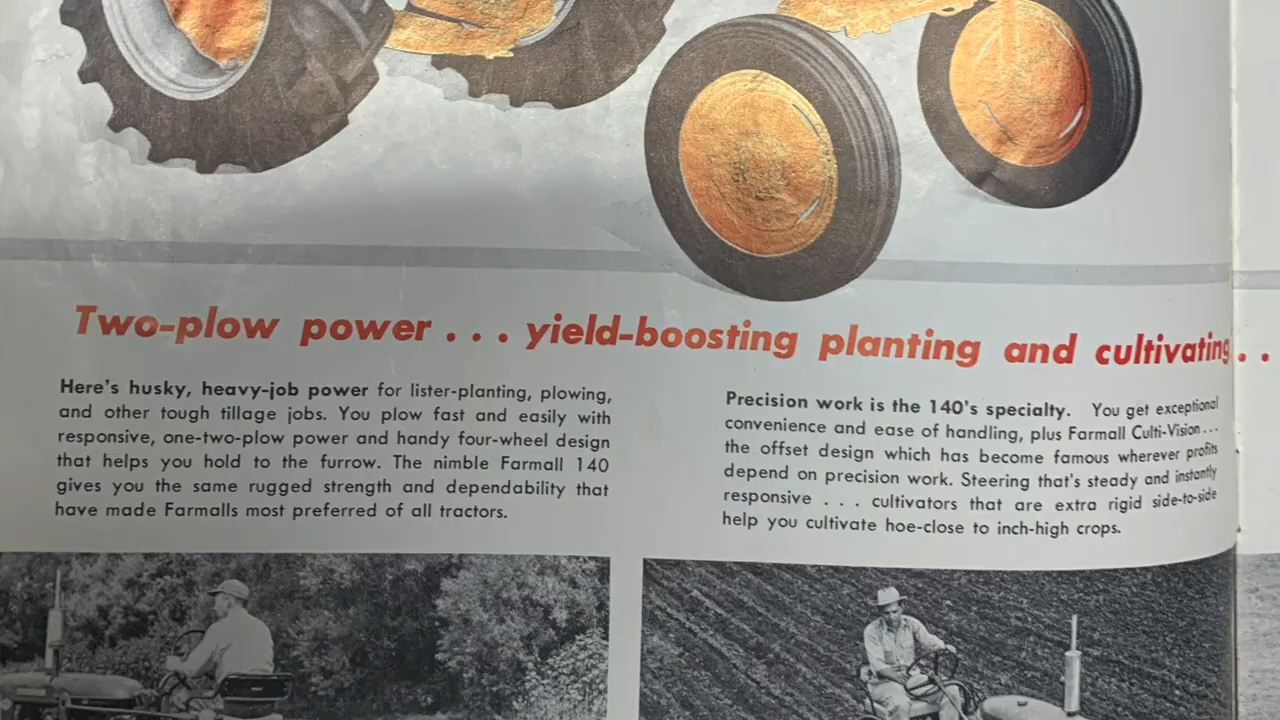 Two-plow power . . . yield-boosting planting and cultivating . .
Here's husky, heavy-job power for lister-planting, plowing,
and other tough tillage jobs. You plow fast and easily with
responsive, one-two-plow power and handy four-wheel design
that helps you hold to the furrow. The nimble Farmall 140
gives you the same rugged strength and dependability that
have made Farmalls most preferred of all tractors.
Precision work is the 140's specialty. You get exceptional
convenience and ease of handling, plus Farmall Culti-Vision . . .
the offset design which has become famous wherever profits
depend on precision work. Steering that's steady and instantly
responsive . . . cultivators that are extra rigid side-to-side
help you cultivate hoe-close to inch-high crops.